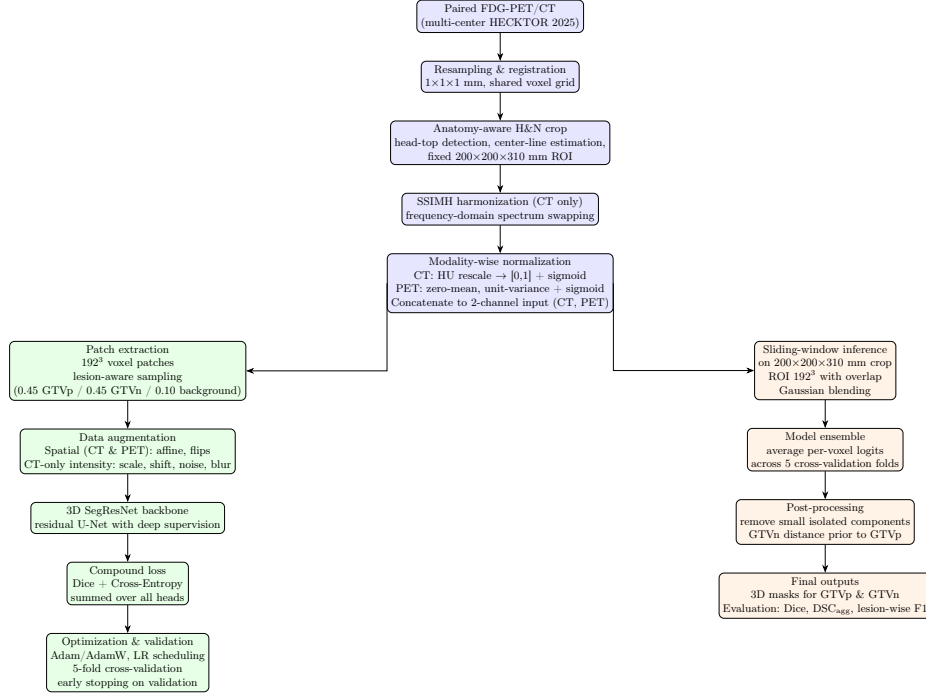 Paired FDG-PET/CT
(multi-center HECKTOR 2025)
Resampling & registration
1×1×1 mm, shared voxel grid
Anatomy-aware H&N crop
head-top detection, center-line estimation,
fixed 200×200×310 mm ROI
SSIMH harmonization (CT only)
frequency-domain spectrum swapping
Modality-wise normalization
CT: HU rescale → [0,1] + sigmoid
PET: zero-mean, unit-variance + sigmoid
Concatenate to 2-channel input (CT, PET)
Patch extraction
192³ voxel patches
lesion-aware sampling
(0.45 GTVp / 0.45 GTVn / 0.10 background)
Data augmentation
Spatial (CT & PET): affine, flips
CT-only intensity: scale, shift, noise, blur
3D SegResNet backbone
residual U-Net with deep supervision
Compound loss
Dice + Cross-Entropy
summed over all heads
Optimization & validation
Adam/AdamW, LR scheduling
5-fold cross-validation
early stopping on validation
Sliding-window inference
on 200×200×310 mm crop
ROI 192³ with overlap
Gaussian blending
Model ensemble
average per-voxel logits
across 5 cross-validation folds
Post-processing
remove small isolated components
GTVn distance prior to GTVp
Final outputs
3D masks for GTVp & GTVn
Evaluation: Dice, DSCagg, lesion-wise F1